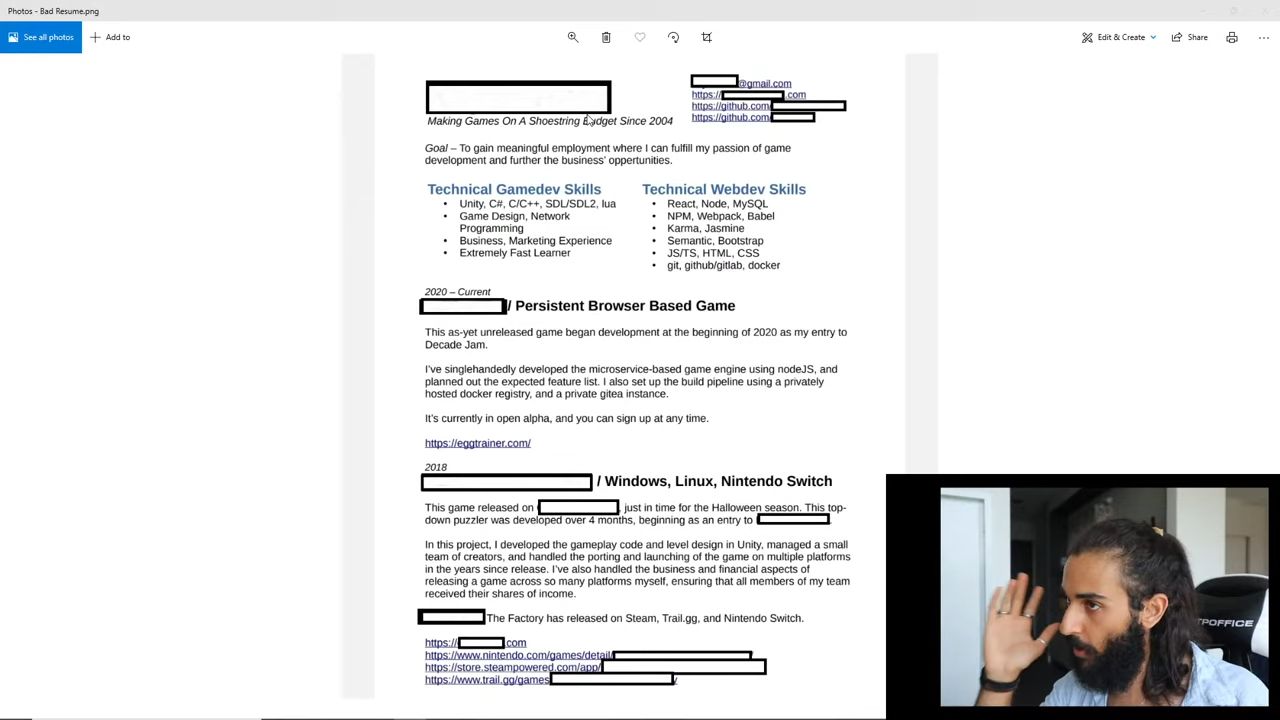 Photos - Bad Resume.png
See all photos
Add to
Edit & Create
Share
@gmail.com
https:// .com
https://github.com/
https://github.com/
Making Games On A Shoestring Budget Since 2004
Goal – To gain meaningful employment where I can fulfill my passion of game
development and further the business' opportunities.
Technical Gamedev Skills
• Unity, C#, C/C++, SDL/SDL2, lua
• Game Design, Network
Programming
• Business, Marketing Experience
• Extremely Fast Learner
Technical Webdev Skills
• React, Node, MySQL
• NPM, Webpack, Babel
• Karma, Jasmine
• Semantic, Bootstrap
• JS/TS, HTML, CSS
• git, github/gitlab, docker
2020 – Current
/ Persistent Browser Based Game
This as-yet unreleased game began development at the beginning of 2020 as my entry to
Decade Jam.
I've singlehandedly developed the microservice-based game engine using nodeJS, and
planned out the expected feature list. I also set up the build pipeline using a privately
hosted docker registry, and a private gitea instance.
It's currently in open alpha, and you can sign up at any time.
https://eggtrainer.com/
2018
/ Windows, Linux, Nintendo Switch
This game released on , just in time for the Halloween season. This top-
down puzzler was developed over 4 months, beginning as an entry to .
In this project, I developed the gameplay code and level design in Unity, managed a small
team of creators, and handled the porting and launching of the game on multiple platforms
in the years since release. I've also handled the business and financial aspects of
releasing a game across so many platforms myself, ensuring that all members of my team
received their shares of income.
The Factory has released on Steam, Trail.gg, and Nintendo Switch.
https:// .com
https://www.nintendo.com/games/detail/
https://store.steampowered.com/app/
https://www.trail.gg/games /
TPOFFICE